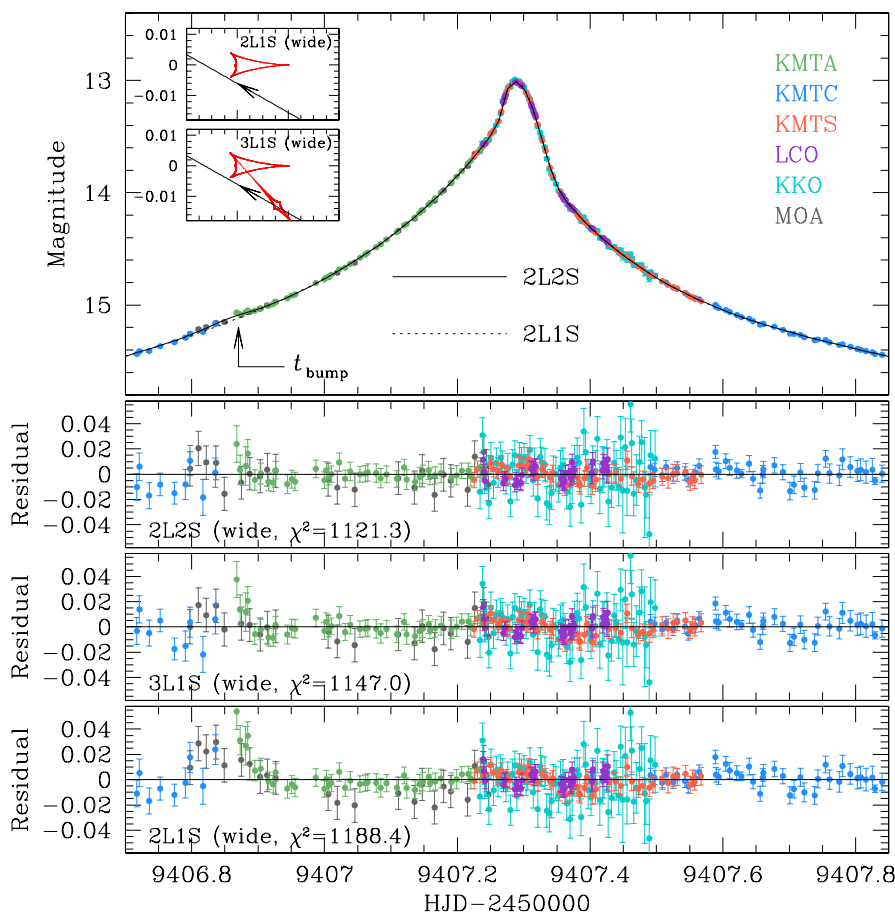 2L1S (wide)
0.01
0
−0.01
3L1S (wide)
0.01
0
−0.01
KMTA
KMTC
KMTS
LCO
KKO
MOA
13
14
15
Magnitude
2L2S
2L1S
t bump
Residual
0.04
0.02
0
−0.02
−0.04
2L2S (wide, χ²=1121.3)
Residual
0.04
0.02
0
−0.02
−0.04
3L1S (wide, χ²=1147.0)
Residual
0.04
0.02
0
−0.02
−0.04
2L1S (wide, χ²=1188.4)
9406.8 9407 9407.2 9407.4 9407.6 9407.8
HJD−2450000